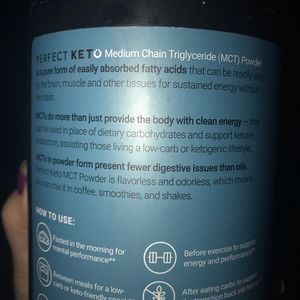 PERFECT KETO Medium Chain Triglyceride (MCT) Powder
is a pure form of easily absorbed fatty acids that can be readily used
by the brain, muscle and other tissues for sustained energy without
the crash.
MCTs do more than just provide the body with clean energy — they
can be used in place of dietary carbohydrates and support ketone
production, assisting those living a low-carb or ketogenic lifestyle.
MCTs in powder form present fewer digestive issues than oils.
Perfect Keto MCT Powder is flavorless and odorless, which means
you can mix it in coffee, smoothies, and shakes.
HOW TO USE:
Fasted in the morning for
mental performance**
Before exercise to support
energy and performance
Between meals for a low-
carb or keto-friendly
After eating carbs to
the transition back into